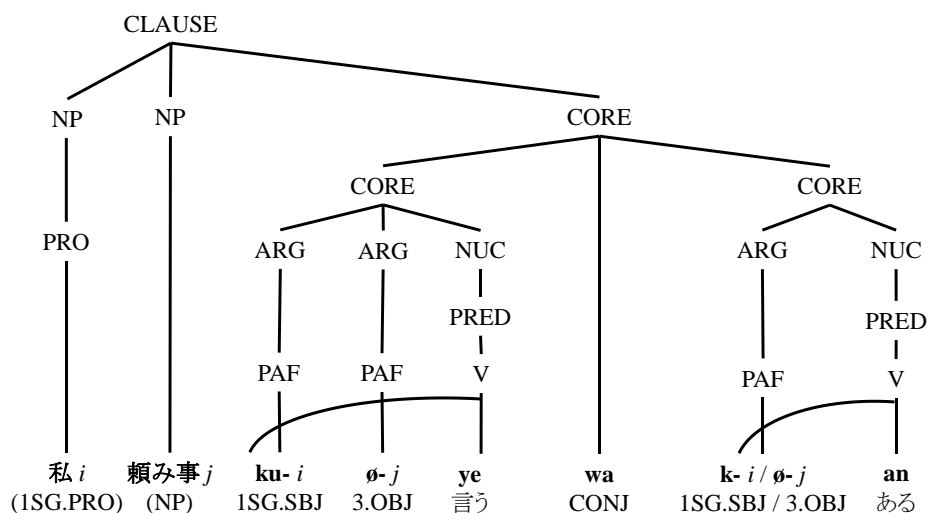 CLAUSE
NP NP CORE
CORE CORE
PRO ARG ARG NUC ARG NUC
PRED PRED
PAF PAF V PAF V
私 i 頼み事 j ku- i ø- j ye wa k- i / ø- j an
(1SG.PRO) (NP) 1SG.SBJ 3.OBJ 言う CONJ 1SG.SBJ / 3.OBJ ある